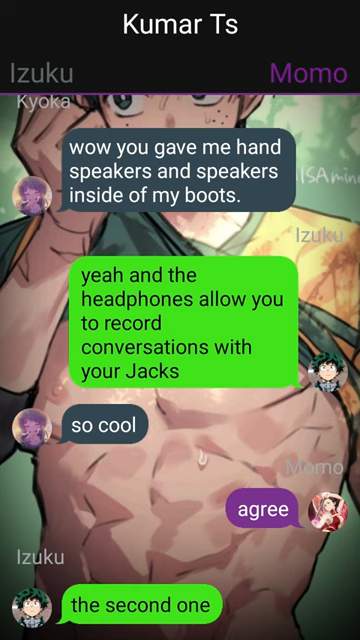 Kumar Ts
Izuku
Momo
Kyoka
wow you gave me hand
speakers and speakers
inside of my boots.
Izuku
yeah and the
headphones allow you
to record
conversations with
your Jacks
so cool
Momo
agree
Izuku
the second one